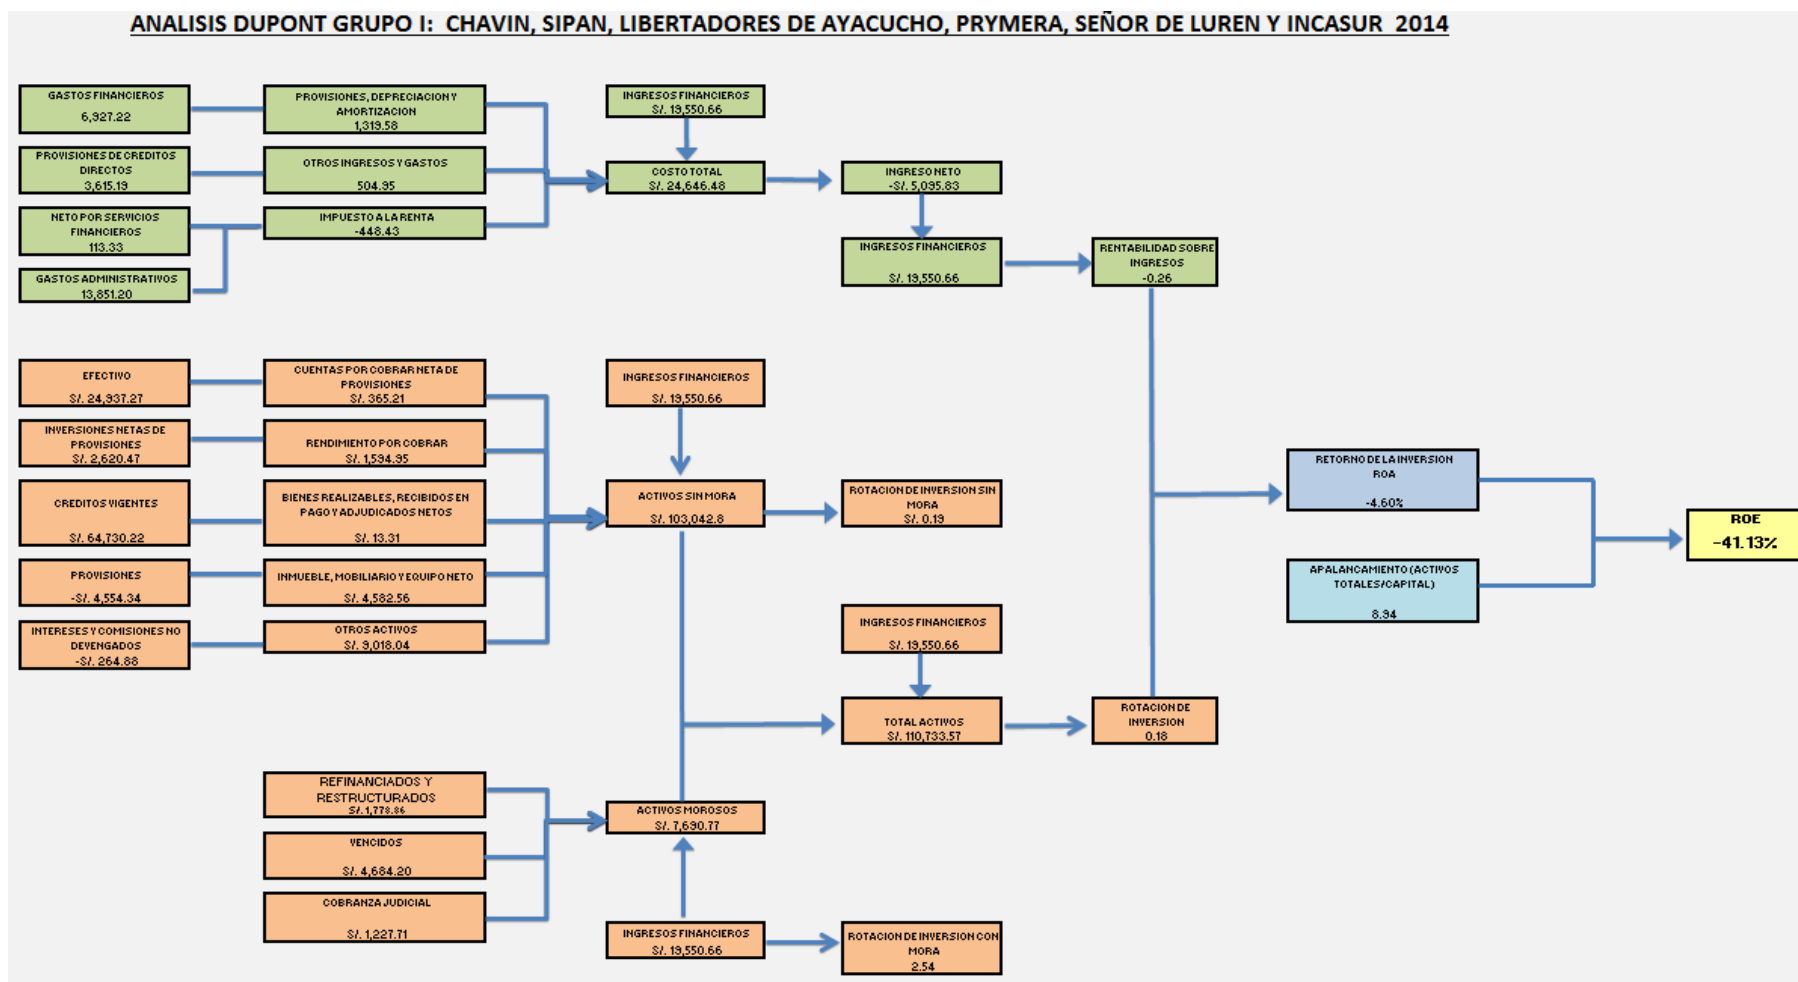 ANALISIS DUPONT GRUPO I: CHAVIN, SIPAN, LIBERTADORES DE AYACUCHO, PRYMERA, SEÑOR DE LUREN Y INCASUR 2014
GASTOS FINANCIEROS
6,927.22
PROVISIONES, DEPRECIACION Y
AMORTIZACION
1,319.58
INGRESOS FINANCIEROS
S/. 19,550.66
PROVISIONES DE CREDITOS
DIRECTOS
3,615.19
OTROS INGRESOS Y GASTOS
504.95
COSTO TOTAL
S/. 24,646.48
INGRESO NETO
-S/. 5,095.83
NETO POR SERVICIOS
FINANCIEROS
113.33
IMPUESTO A LA RENTA
-448.43
INGRESOS FINANCIEROS
S/. 19,550.66
RENTABILIDAD SOBRE
INGRESOS
-0.26
GASTOS ADMINISTRATIVOS
13,851.20
EFECTIVO
S/. 24,937.27
CUENTAS POR COBRAR NETA DE
PROVISIONES
S/. 365.21
INGRESOS FINANCIEROS
S/. 19,550.66
INVERSIONES NETAS DE
PROVISIONES
S/. 2,620.47
RENDIMIENTO POR COBRAR
S/. 1,594.95
CREDITOS VIGENTES
S/. 64,730.22
BIENES REALIZABLES, RECIBIDOS EN
PAGO Y ADJUDICADOS NETOS
S/. 13.31
ACTIVOS SIN MORA
S/. 103,042.8
ROTACION DE INVERSION SIN
MORA
S/. 0.19
RETORNO DE LA INVERSION
ROA
-4.60%
ROE
-41.13%
PROVISIONES
-S/. 4,554.34
INMUEBLE, MOBILIARIO Y EQUIPO NETO
S/. 4,582.56
APALANCAMIENTO (ACTIVOS
TOTALES/CAPITAL)
8.94
INTERESES Y COMISIONES NO
DEVENGADOS
-S/. 264.88
OTROS ACTIVOS
S/. 9,018.04
INGRESOS FINANCIEROS
S/. 19,550.66
TOTAL ACTIVOS
S/. 110,733.57
ROTACION DE
INVERSION
0.18
REFINANCIADOS Y
RESTRUCTURADOS
S/. 1,778.86
ACTIVOS MOROSOS
S/. 7,690.77
VENCIDOS
S/. 4,684.20
COBRANZA JUDICIAL
S/. 1,227.71
INGRESOS FINANCIEROS
S/. 19,550.66
ROTACION DE INVERSION CON
MORA
2.54